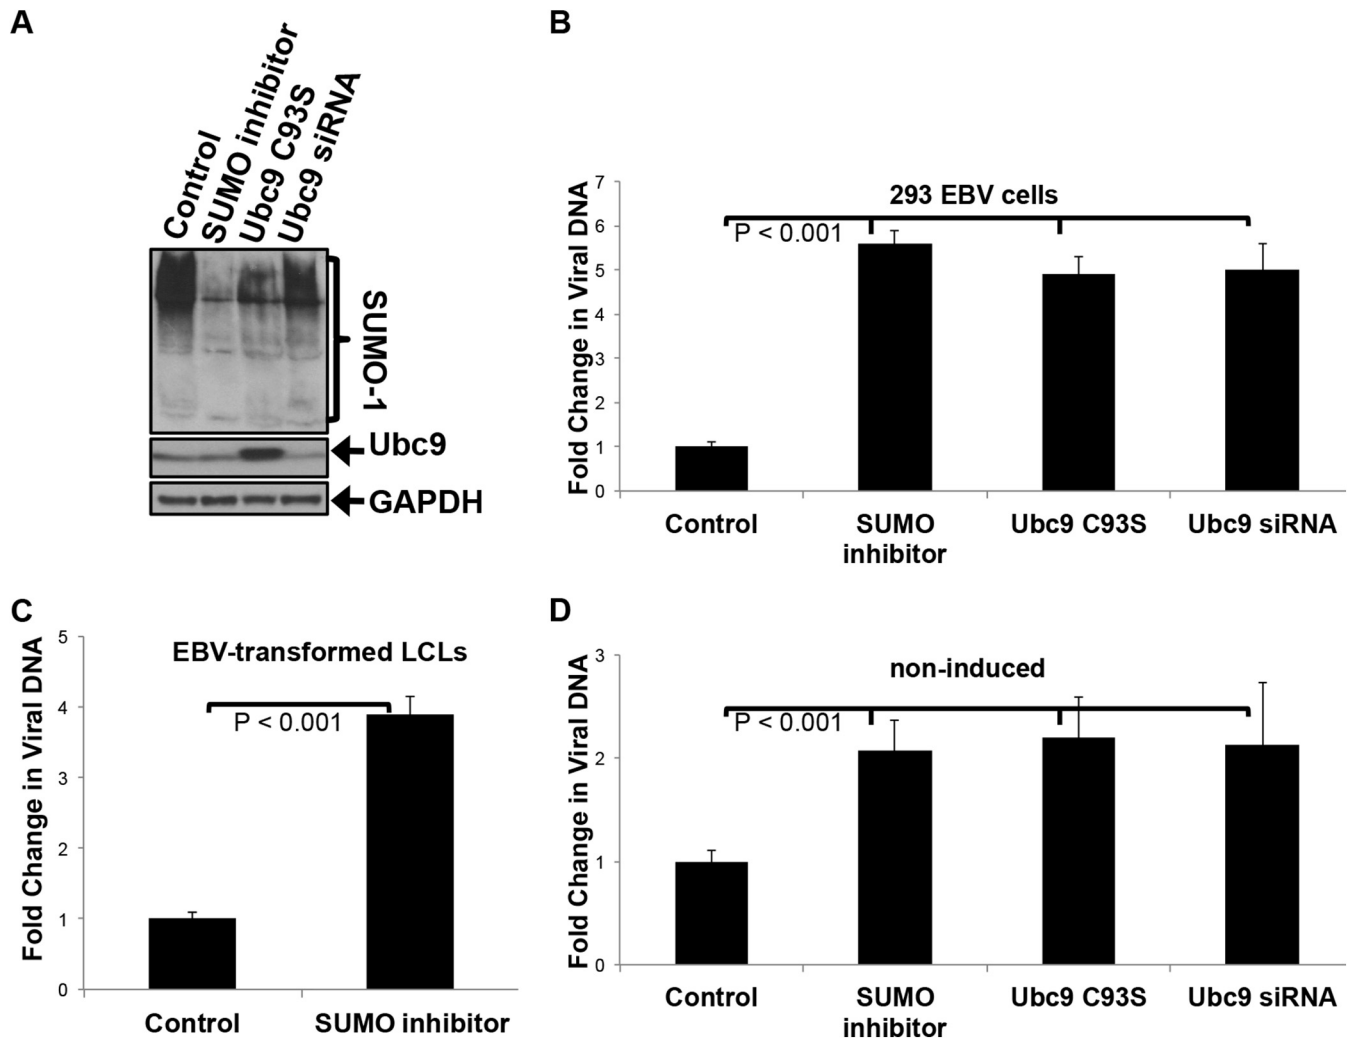 A
Control
SUMO inhibitor
Ubc9 C93S
Ubc9 siRNA
SUMO-1
Ubc9
GAPDH
B
293 EBV cells
P < 0.001
Fold Change in Viral DNA
7
6
5
4
3
2
1
0
Control
SUMO
inhibitor
Ubc9 C93S
Ubc9 siRNA
C
EBV-transformed LCLs
P < 0.001
Fold Change in Viral DNA
5
4
3
2
1
0
Control
SUMO inhibitor
D
non-induced
P < 0.001
Fold Change in Viral DNA
3
2
1
0
Control
SUMO
inhibitor
Ubc9 C93S
Ubc9 siRNA